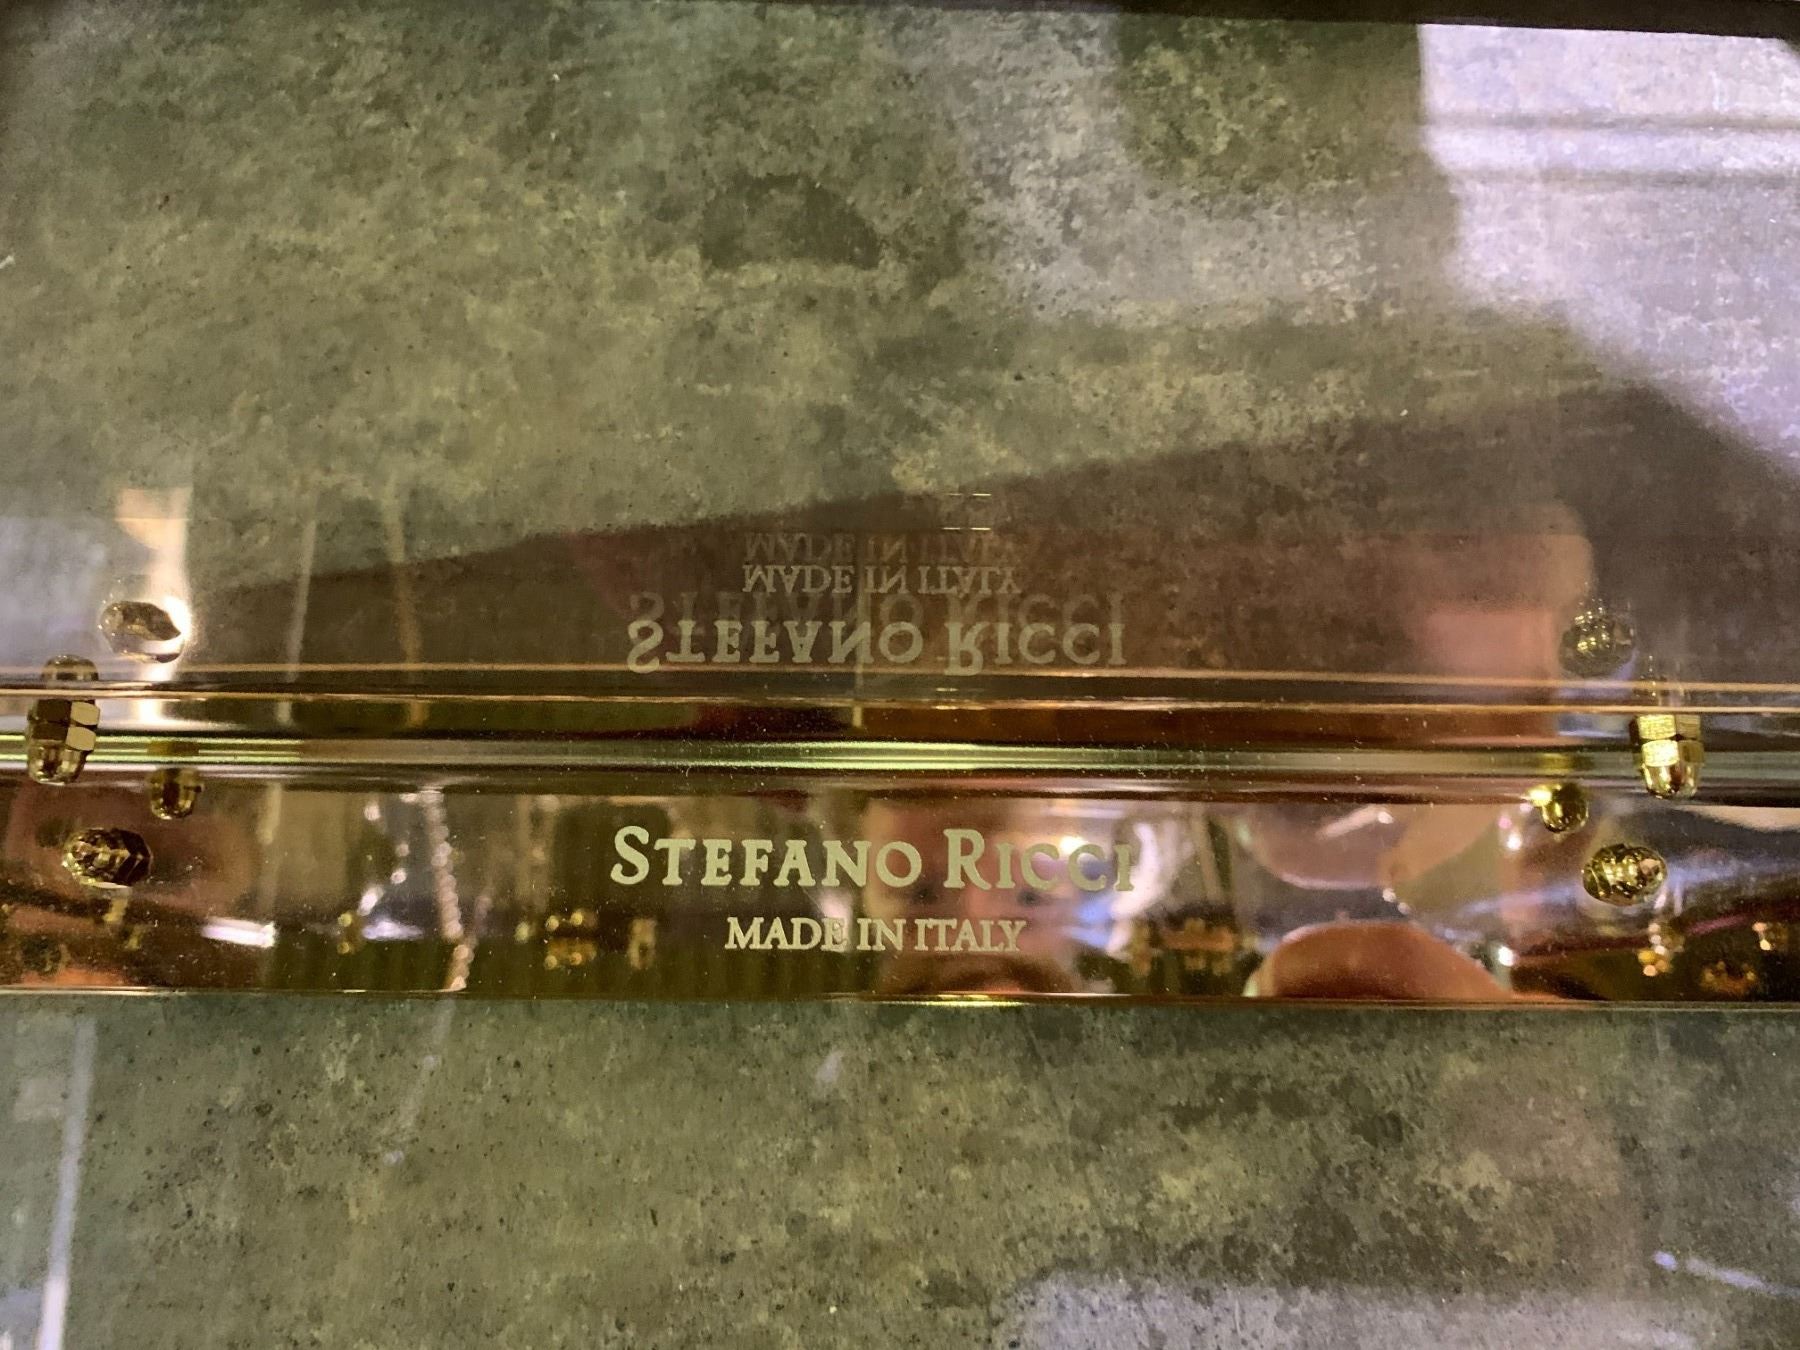 STEFANO RICCI
MADE IN ITALY